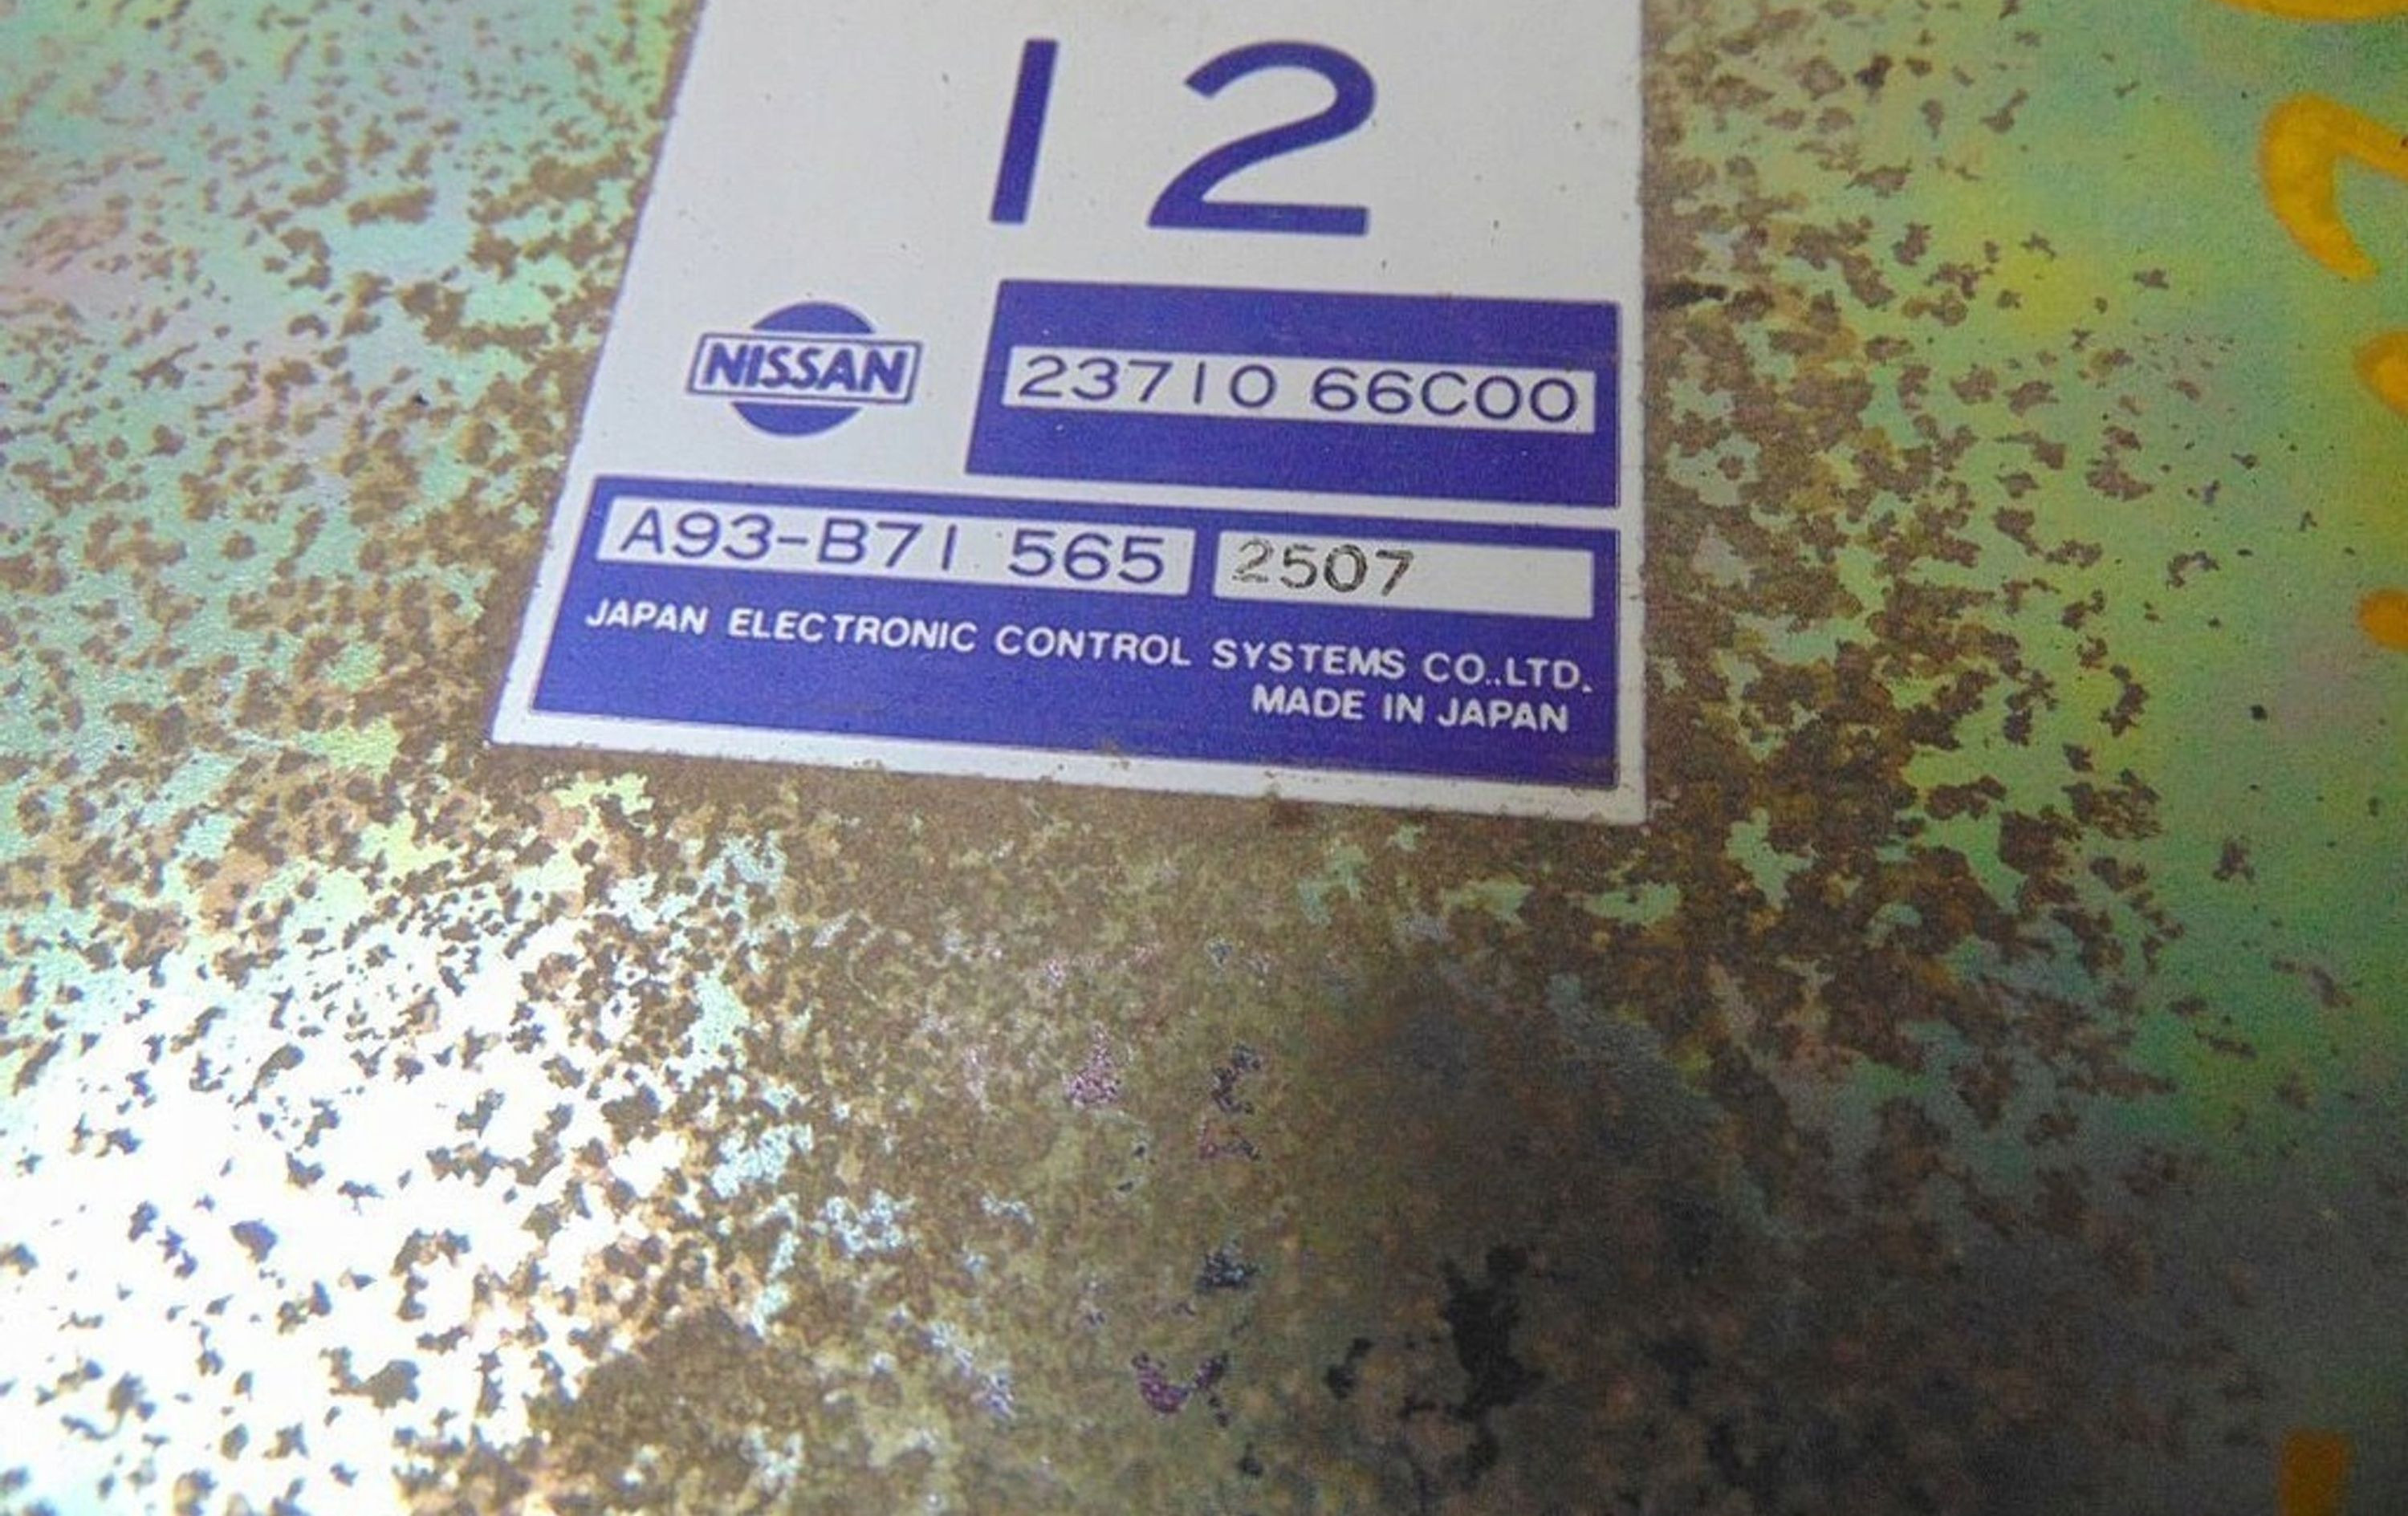 12
NISSAN
23710 66C00
A93-B71 565 2507
JAPAN ELECTRONIC CONTROL SYSTEMS CO.,LTD.
MADE IN JAPAN